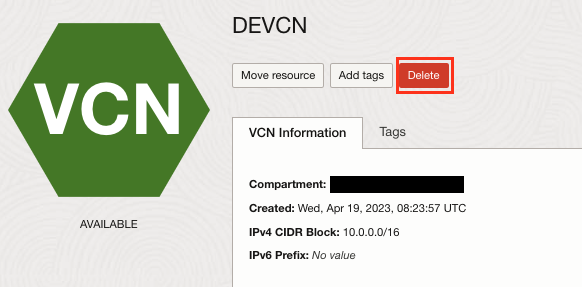 DEVCN
Move resource Add tags Delete
VCN
VCN Information Tags
Compartment:
Created: Wed, Apr 19, 2023, 08:23:57 UTC
AVAILABLE
IPv4 CIDR Block: 10.0.0.0/16
IPv6 Prefix: No value